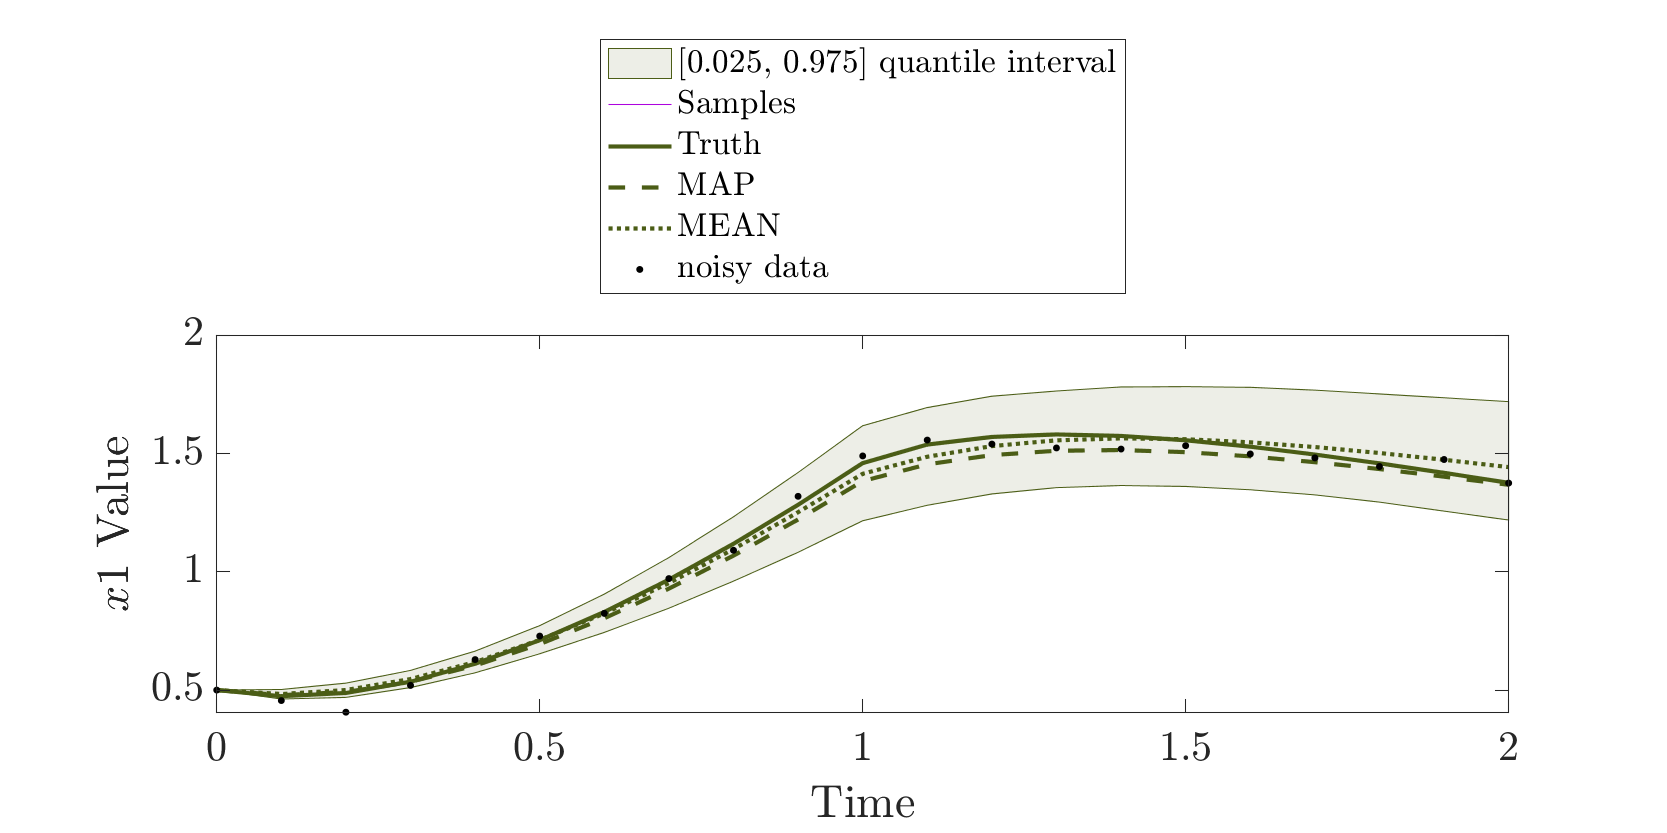 [0.025, 0.975] quantile interval
Samples
Truth
MAP
MEAN
noisy data
2
1.5
1
0.5
x1 Value
0 0.5 1 1.5 2
Time